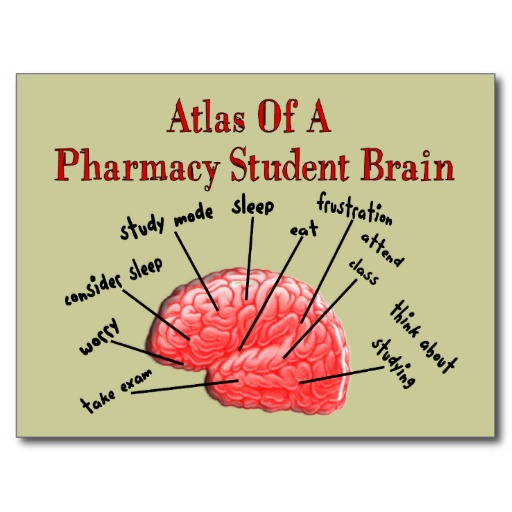 Atlas Of A
Pharmacy Student Brain
study mode
sleep
eat
frustration
attend
class
consider sleep
worry
take exam
think about
studying